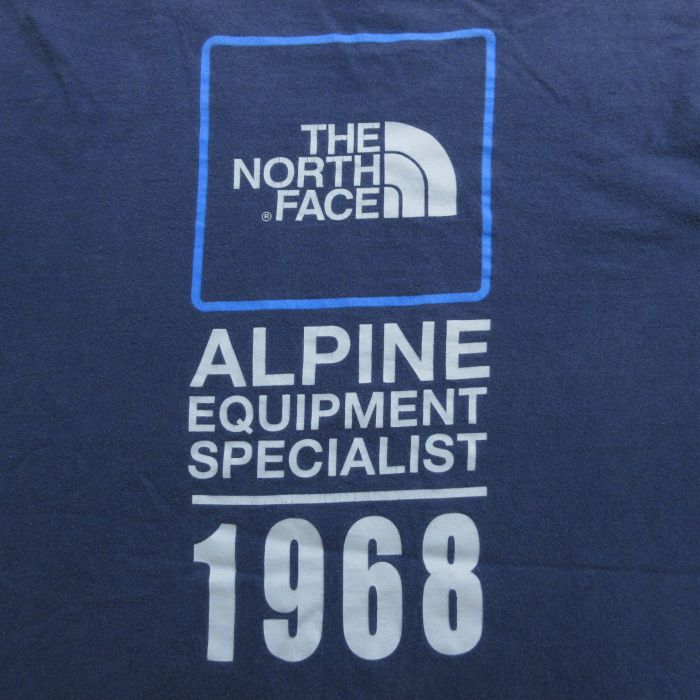 THE
NORTH
® FACE
ALPINE
EQUIPMENT
SPECIALIST
1968